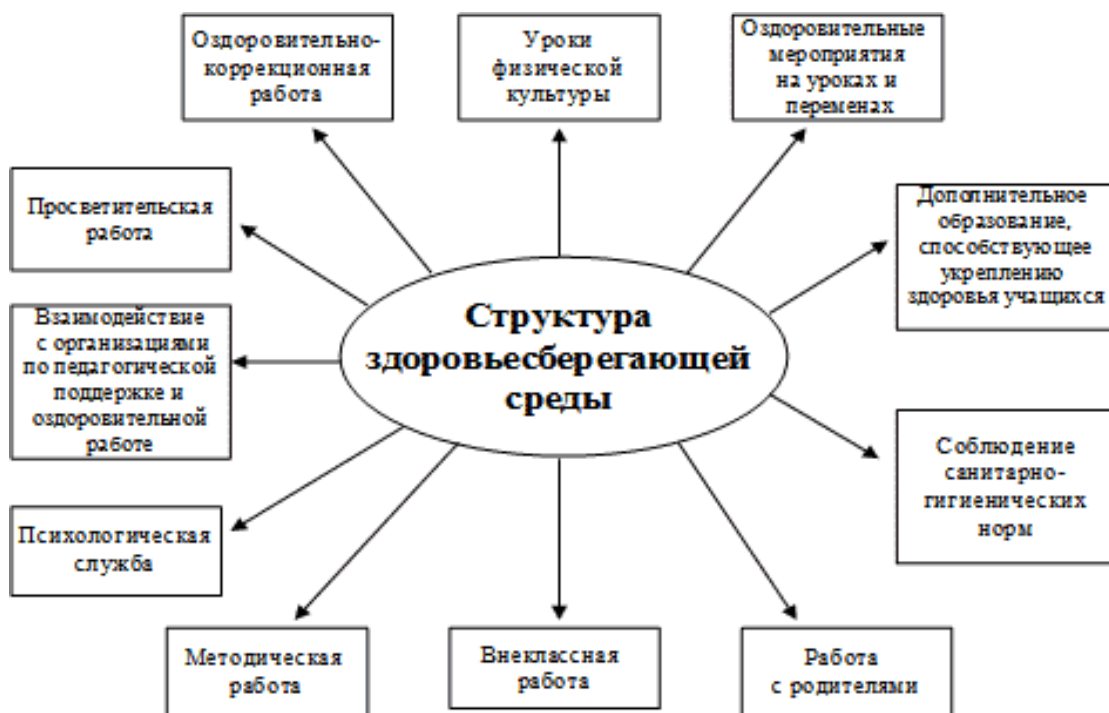 Оздоровительно-
коррекционная
работа
Уроки
физической
культуры
Оздоровительные
мероприятия
на уроках и
переменах
Просветительская
работа
Дополнительное
образование,
способствующее
укреплению
здоровья учащихся
Взаимодействие
с организациями
по педагогической
поддержке и
оздоровительной
работе
Структура
здоровьесберегающей
среды
Соблюдение
санитарно-
гигиенических
норм
Психологическая
служба
Методическая
работа
Внеклассная
работа
Работа
с родителями